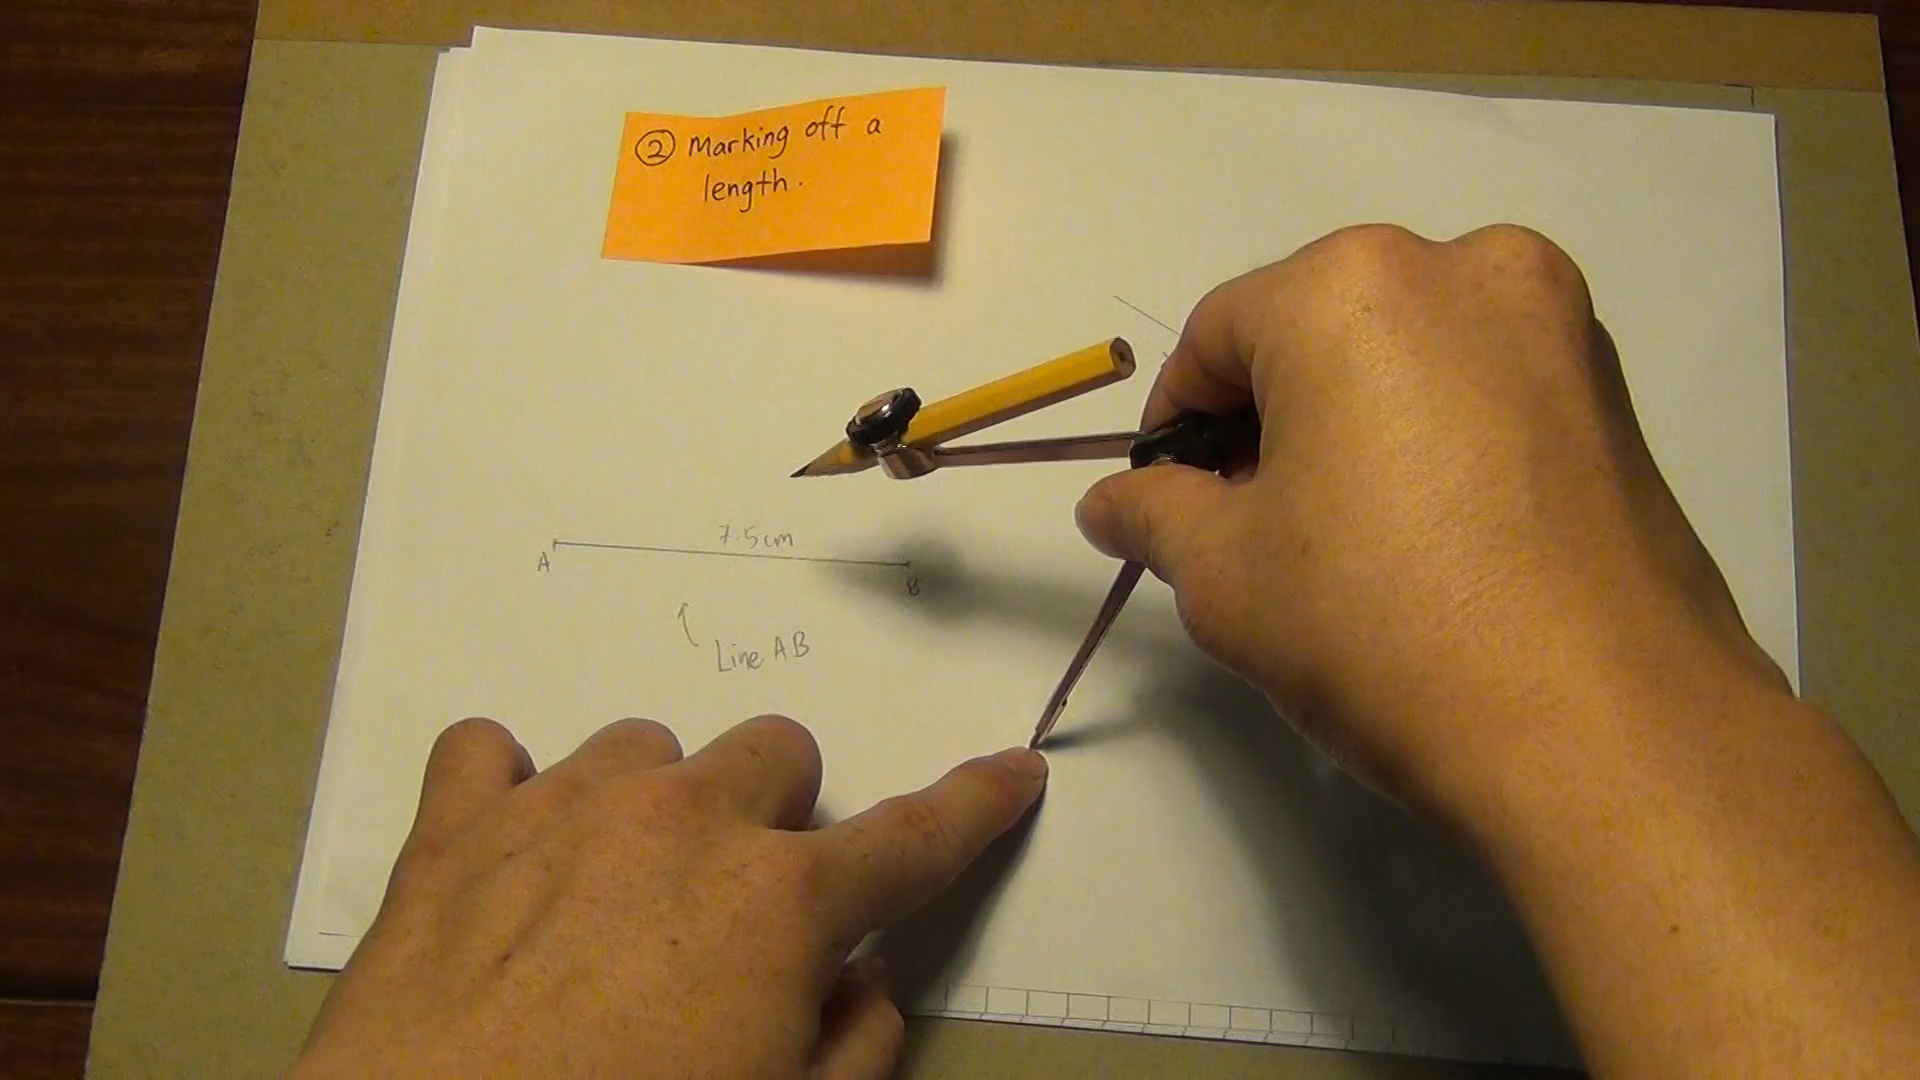 ② Marking off a
length.
7.5cm
A
B
Line AB